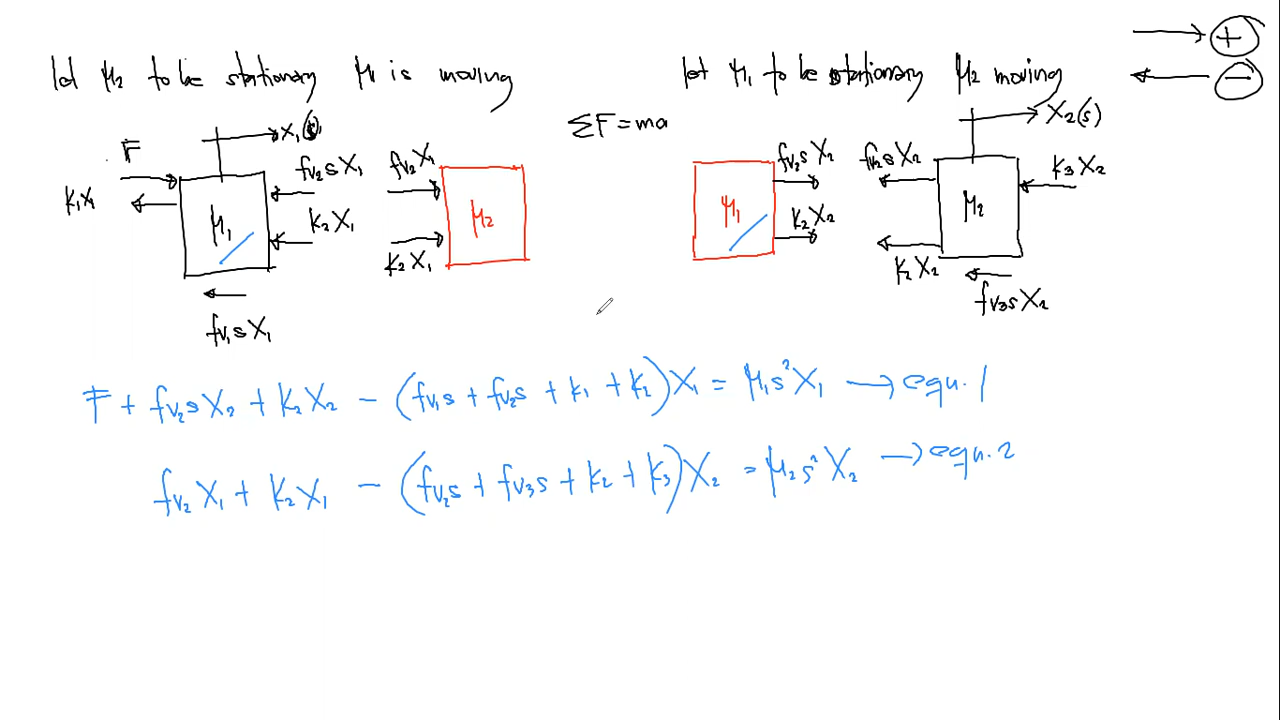 let M2 to be stationary M1 is moving
let M1 to be stationary M2 moving
+
−
ΣF = ma
X1(s)
F
K1X1
fv2sX1
K2X1
M1
fv1sX1
fv2X1
K2X1
M2
M1
fv2sX2
K2X2
X2(s)
fv2sX2
K2X2
M2
K3X2
fv3sX2
F + fv2sX2 + K2X2 − (fv1s + fv2s + K1 + K2)X1 = M1s²X1 → equ. 1
fv2X1 + K2X1 − (fv2s + fv3s + K2 + K3)X2 = M2s²X2 → equ. 2